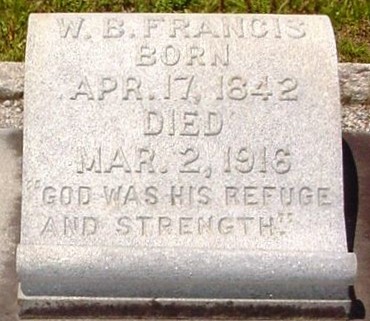 W. B. FRANCIS
BORN
APR. 17, 1842
DIED
MAR. 2, 1916
"GOD WAS HIS REFUGE
AND STRENGTH."